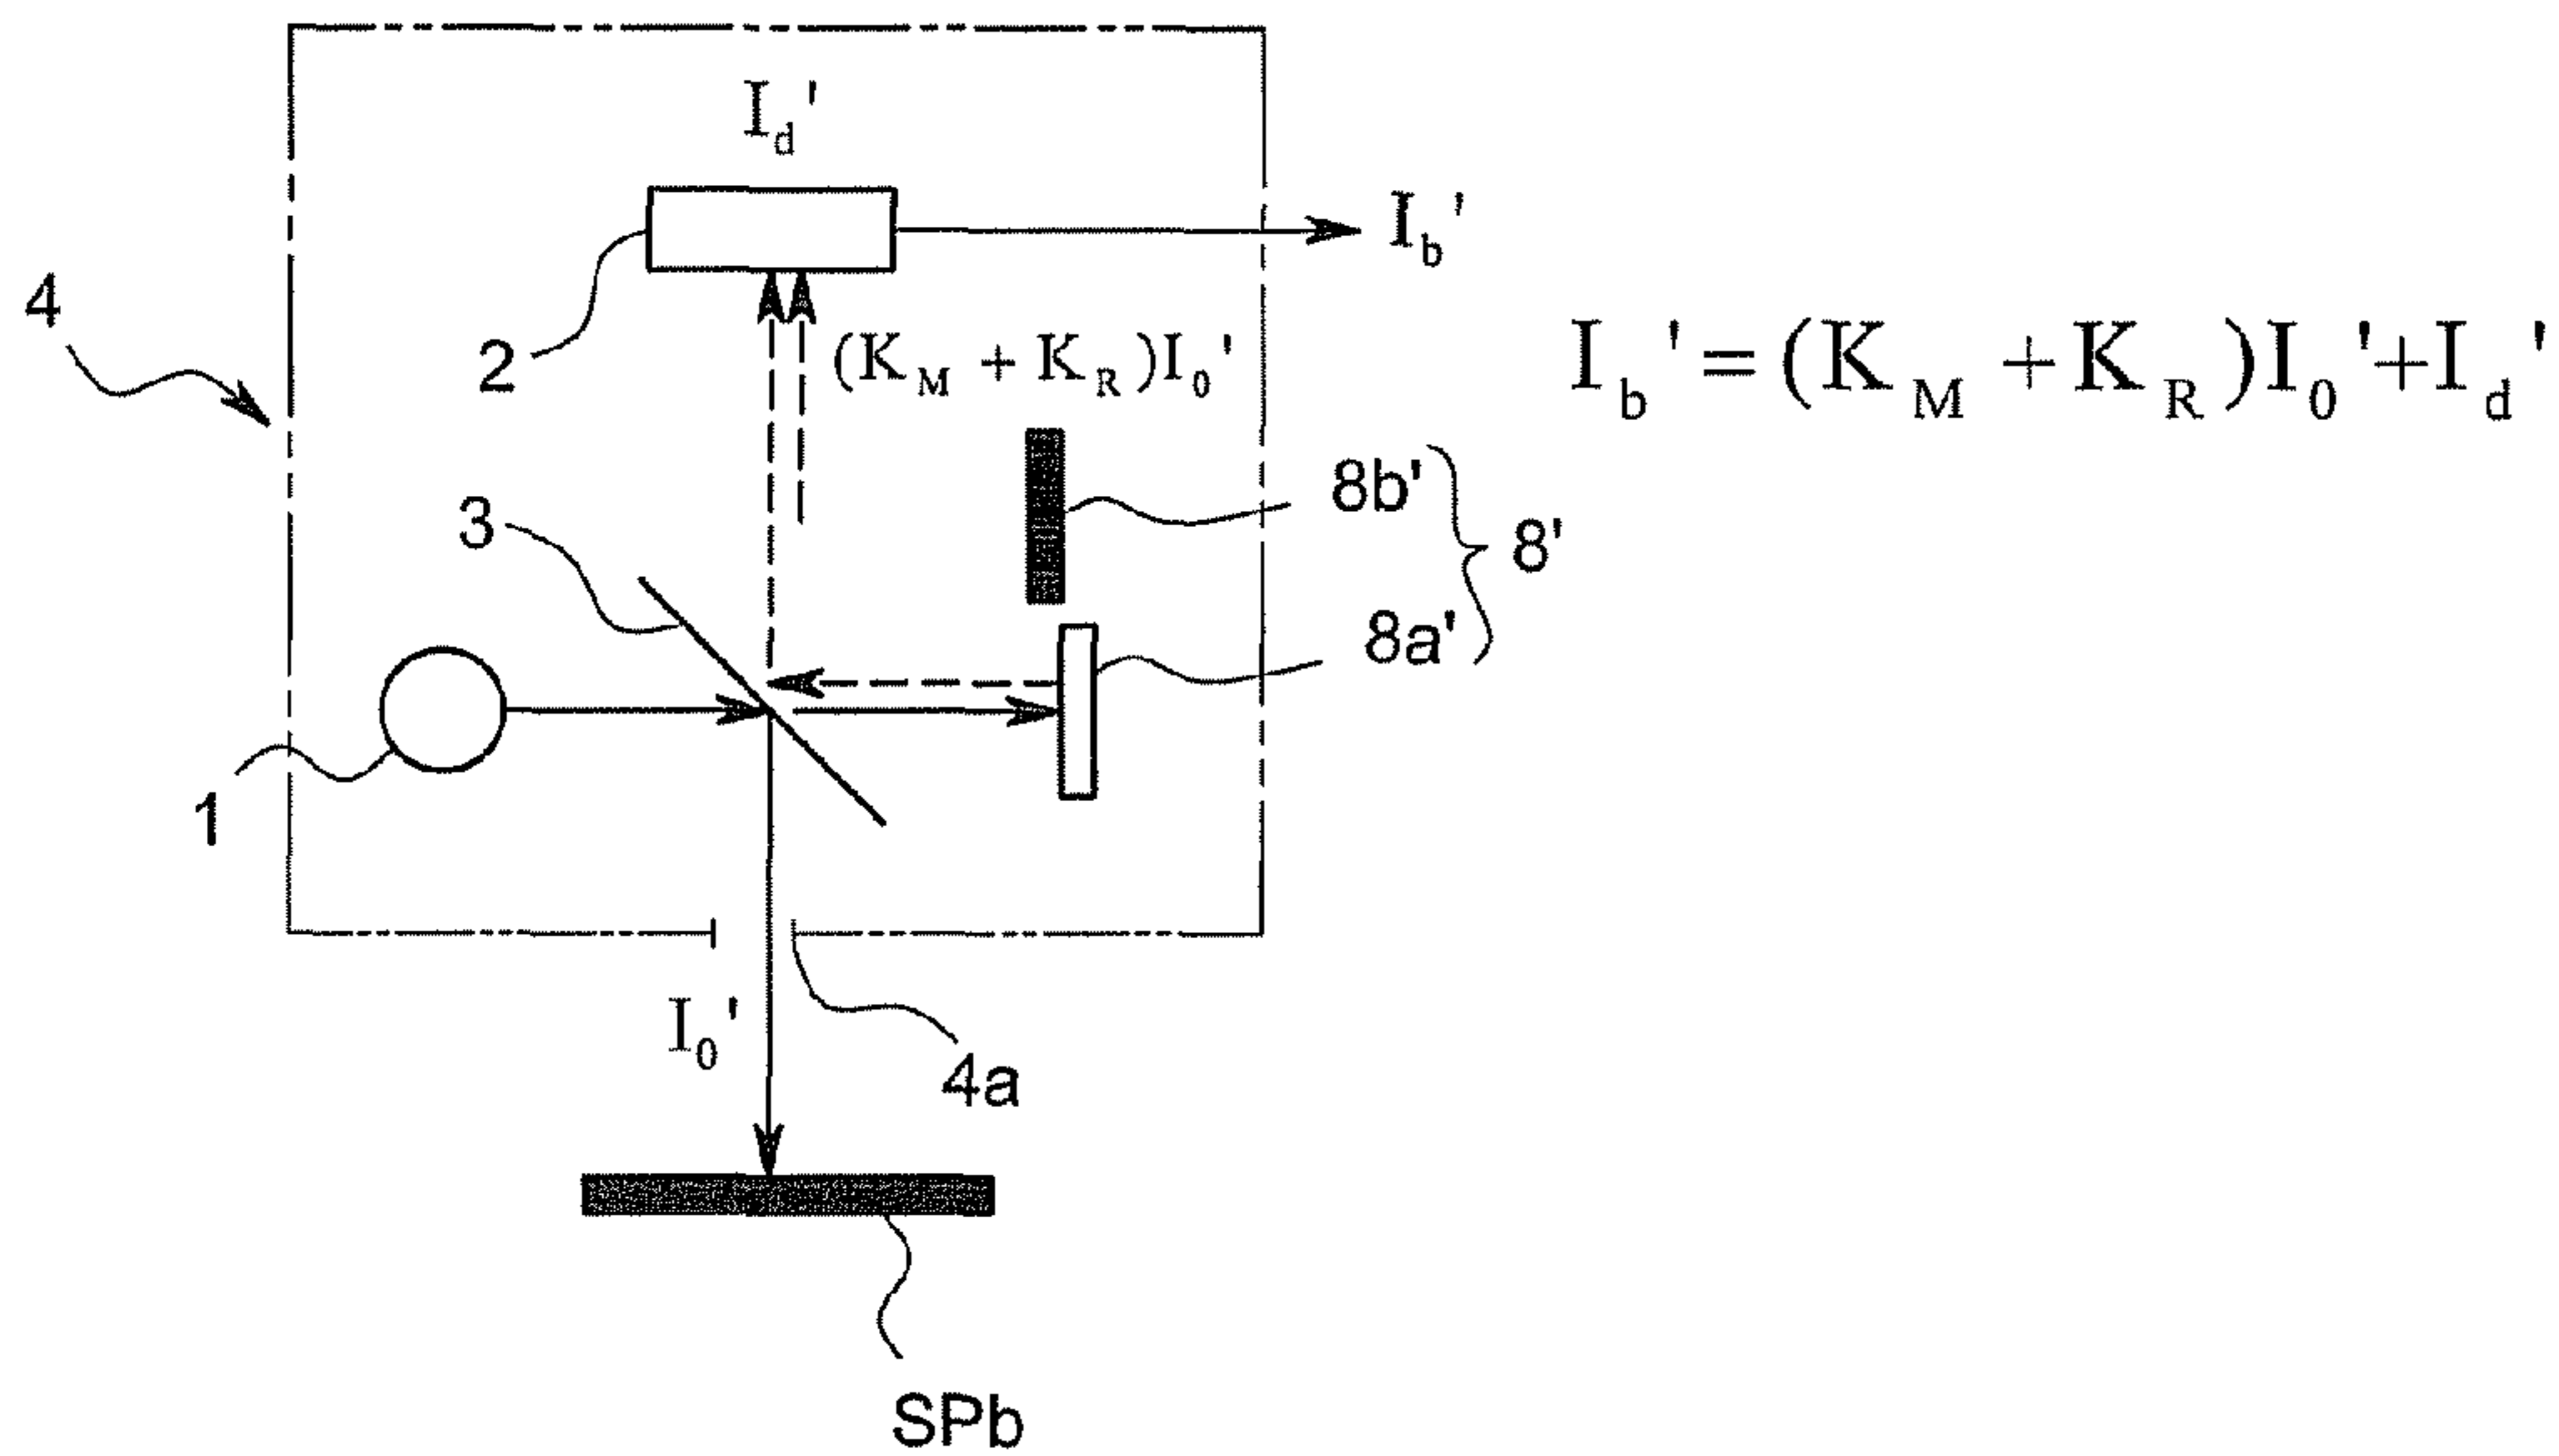 I_d'
I_b'
4
2
(K_M + K_R)I_0'
I_b' = (K_M + K_R)I_0' + I_d'
8b'
8'
3
8a'
1
I_0'
4a
SPb